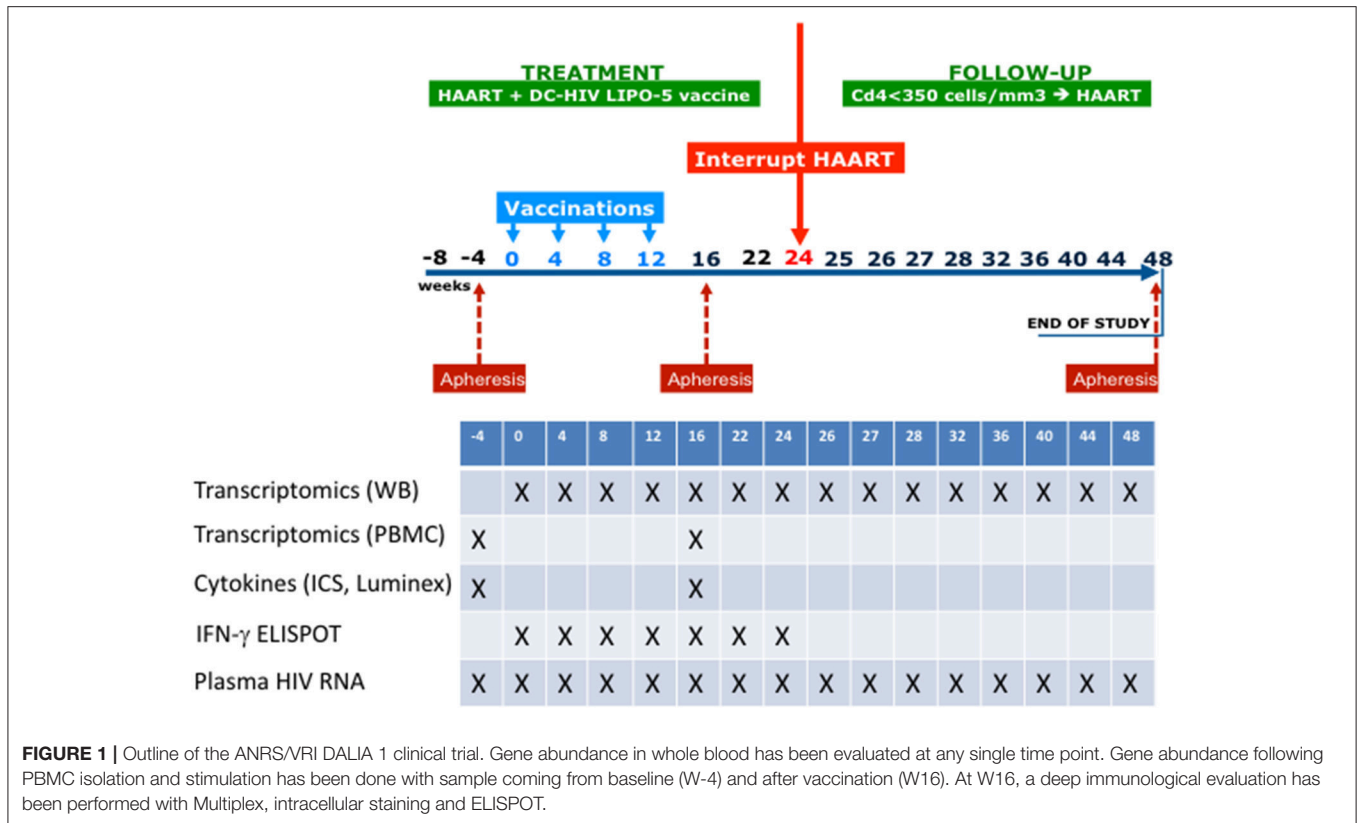 TREATMENT
HAART + DC-HIV LIPO-5 vaccine
FOLLOW-UP
Cd4<350 cells/mm3 ➔ HAART
Interrupt HAART
Vaccinations
-8 -4 0 4 8 12 16 22 24 25 26 27 28 32 36 40 44 48
weeks
END OF STUDY
Apheresis
Apheresis
Apheresis
-4 0 4 8 12 16 22 24 26 27 28 32 36 40 44 48
Transcriptomics (WB) X X X X X X X X X X X X X X X
Transcriptomics (PBMC) X X
Cytokines (ICS, Luminex) X X
IFN-γ ELISPOT X X X X X X X
Plasma HIV RNA X X X X X X X X X X X X X X X X
FIGURE 1 | Outline of the ANRS/VRI DALIA 1 clinical trial. Gene abundance in whole blood has been evaluated at any single time point. Gene abundance following
PBMC isolation and stimulation has been done with sample coming from baseline (W-4) and after vaccination (W16). At W16, a deep immunological evaluation has
been performed with Multiplex, intracellular staining and ELISPOT.